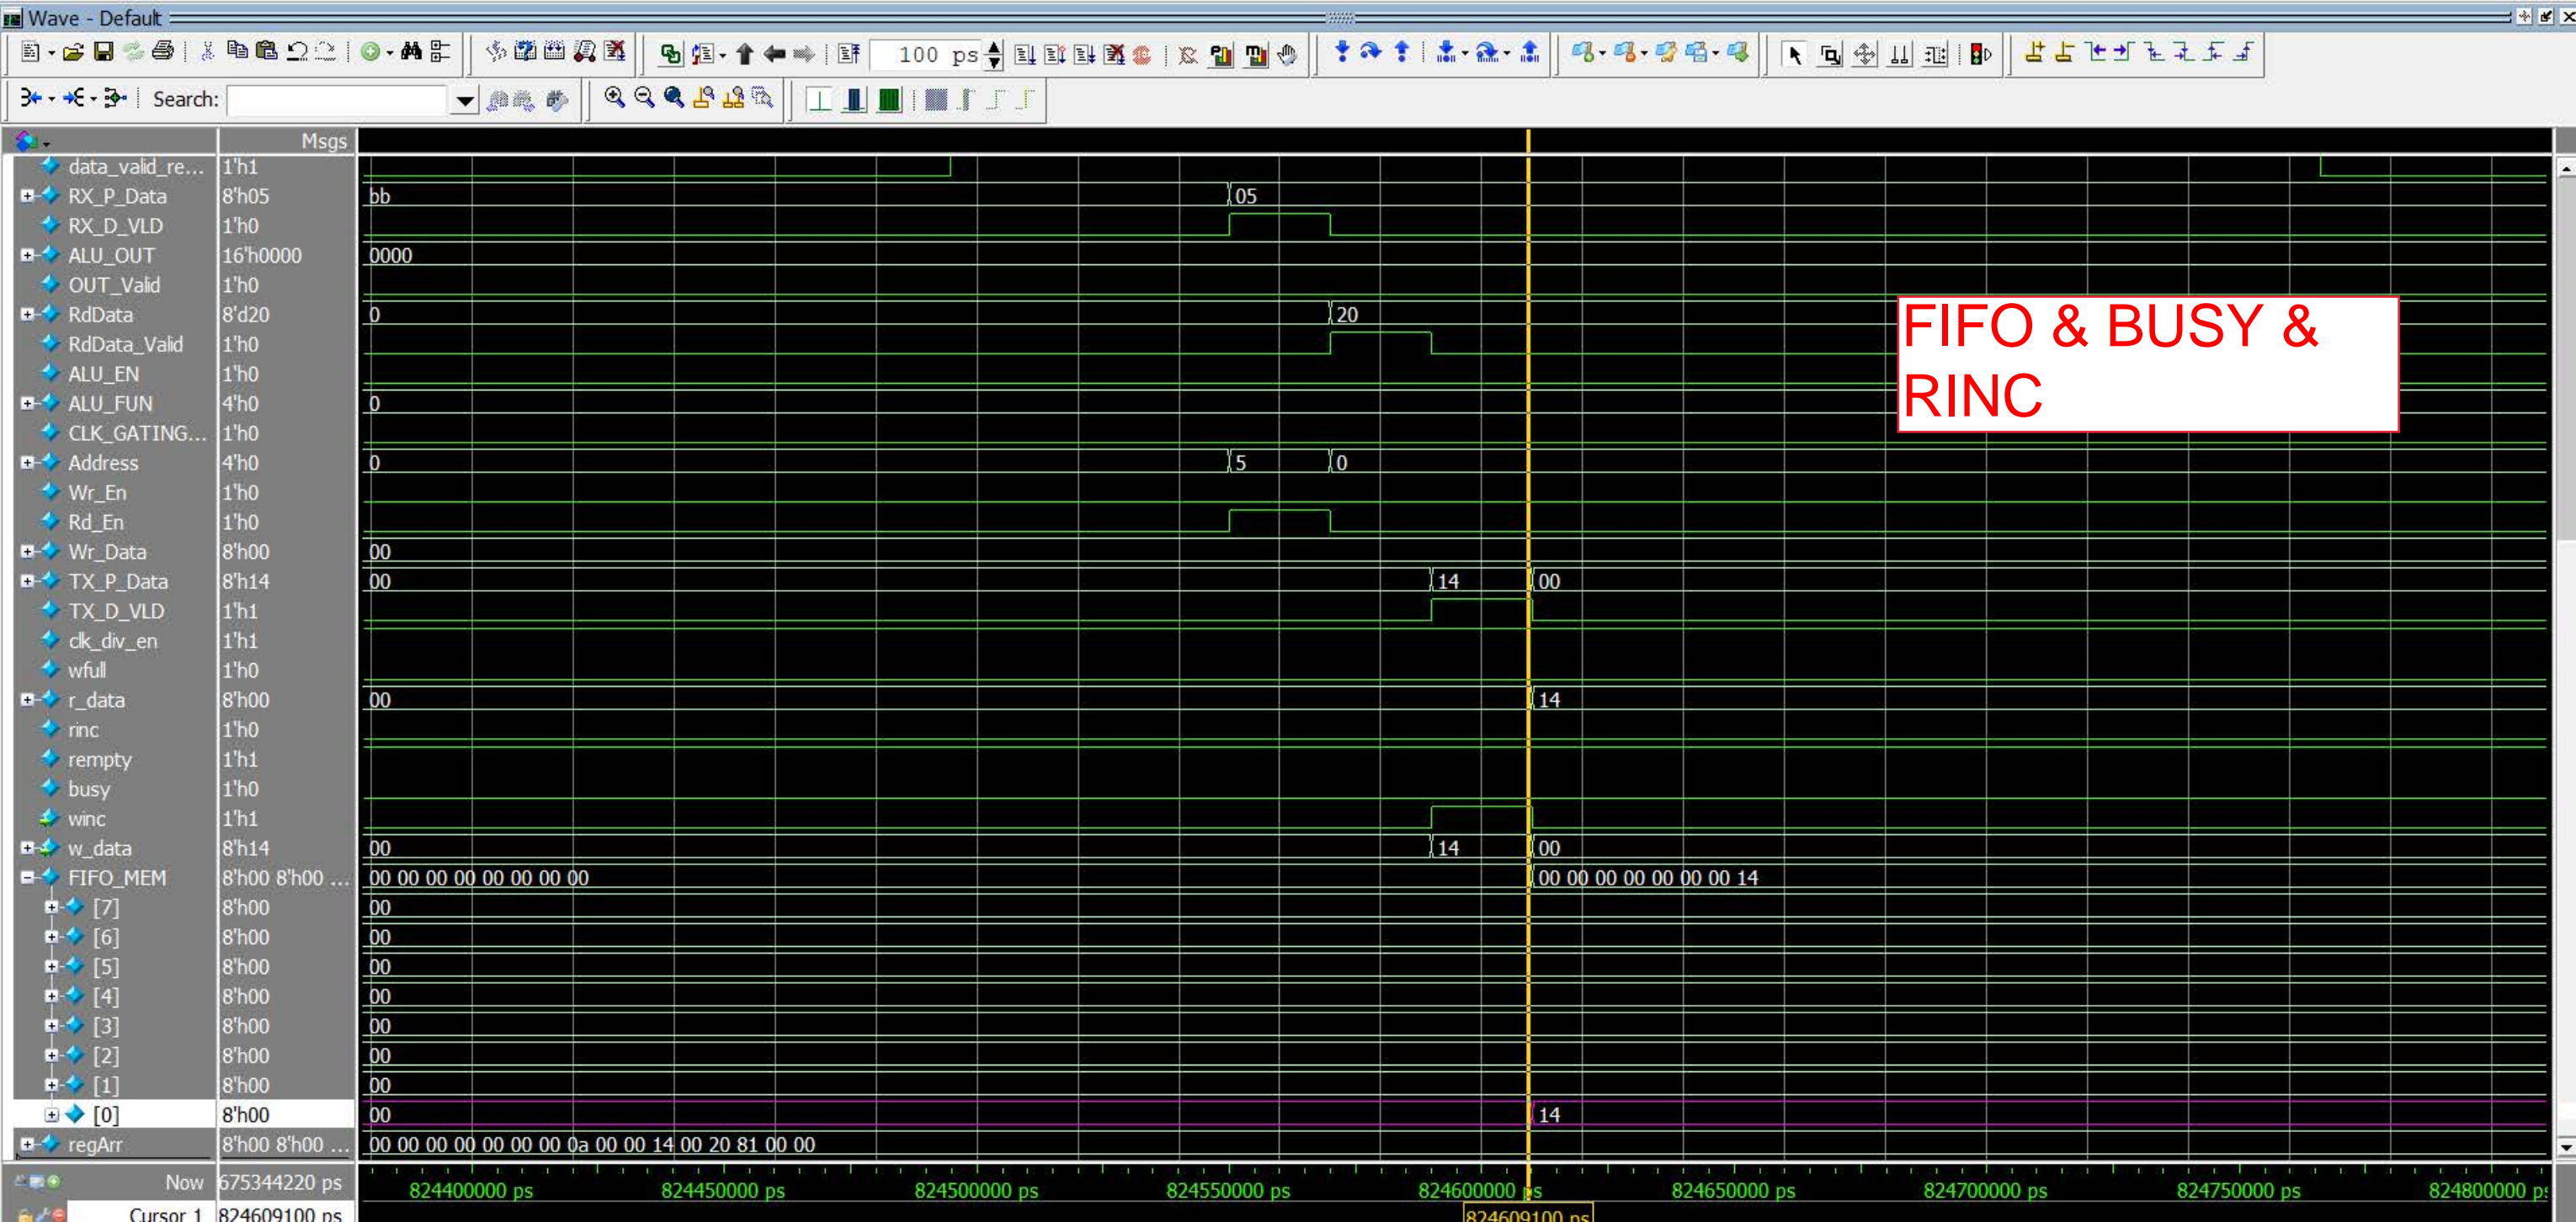 Wave - Default
100 ps
Search:
Msgs
data_valid_re... 1'h1
RX_P_Data 8'h05 bb 05
RX_D_VLD 1'h0
ALU_OUT 16'h0000 0000
OUT_Valid 1'h0
RdData 8'd20 0 20
RdData_Valid 1'h0
ALU_EN 1'h0
ALU_FUN 4'h0 0
CLK_GATING... 1'h0
Address 4'h0 0 5 0
Wr_En 1'h0
Rd_En 1'h0
Wr_Data 8'h00 00
TX_P_Data 8'h14 00 14 00
TX_D_VLD 1'h1
clk_div_en 1'h1
wfull 1'h0
r_data 8'h00 00 14
rinc 1'h0
rempty 1'h1
busy 1'h0
winc 1'h1
w_data 8'h14 00 14 00
FIFO_MEM 8'h00 8'h00 ... 00 00 00 00 00 00 00 00 00 00 00 00 00 00 00 14
[7] 8'h00 00
[6] 8'h00 00
[5] 8'h00 00
[4] 8'h00 00
[3] 8'h00 00
[2] 8'h00 00
[1] 8'h00 00
[0] 8'h00 00 14
regArr 8'h00 8'h00 ... 00 00 00 00 00 00 00 0a 00 00 14 00 20 81 00 00
FIFO & BUSY &
RINC
Now 675344220 ps 824400000 ps 824450000 ps 824500000 ps 824550000 ps 824600000 ps 824650000 ps 824700000 ps 824750000 ps 824800000 ps
Cursor 1 824609100 ps 824609100 ps